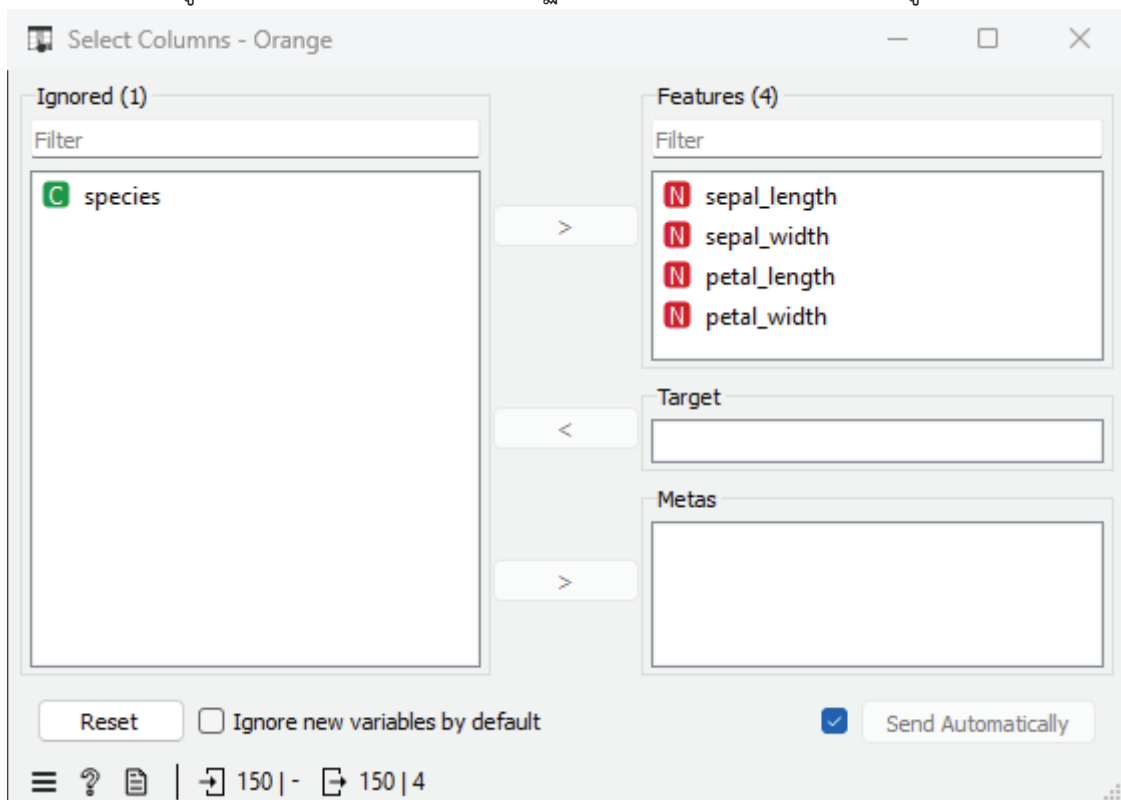 Select Columns - Orange
Ignored (1)
Filter
C species
>
<
>
Features (4)
Filter
N sepal_length
N sepal_width
N petal_length
N petal_width
Target
Metas
Reset
Ignore new variables by default
Send Automatically
150 | -
150 | 4